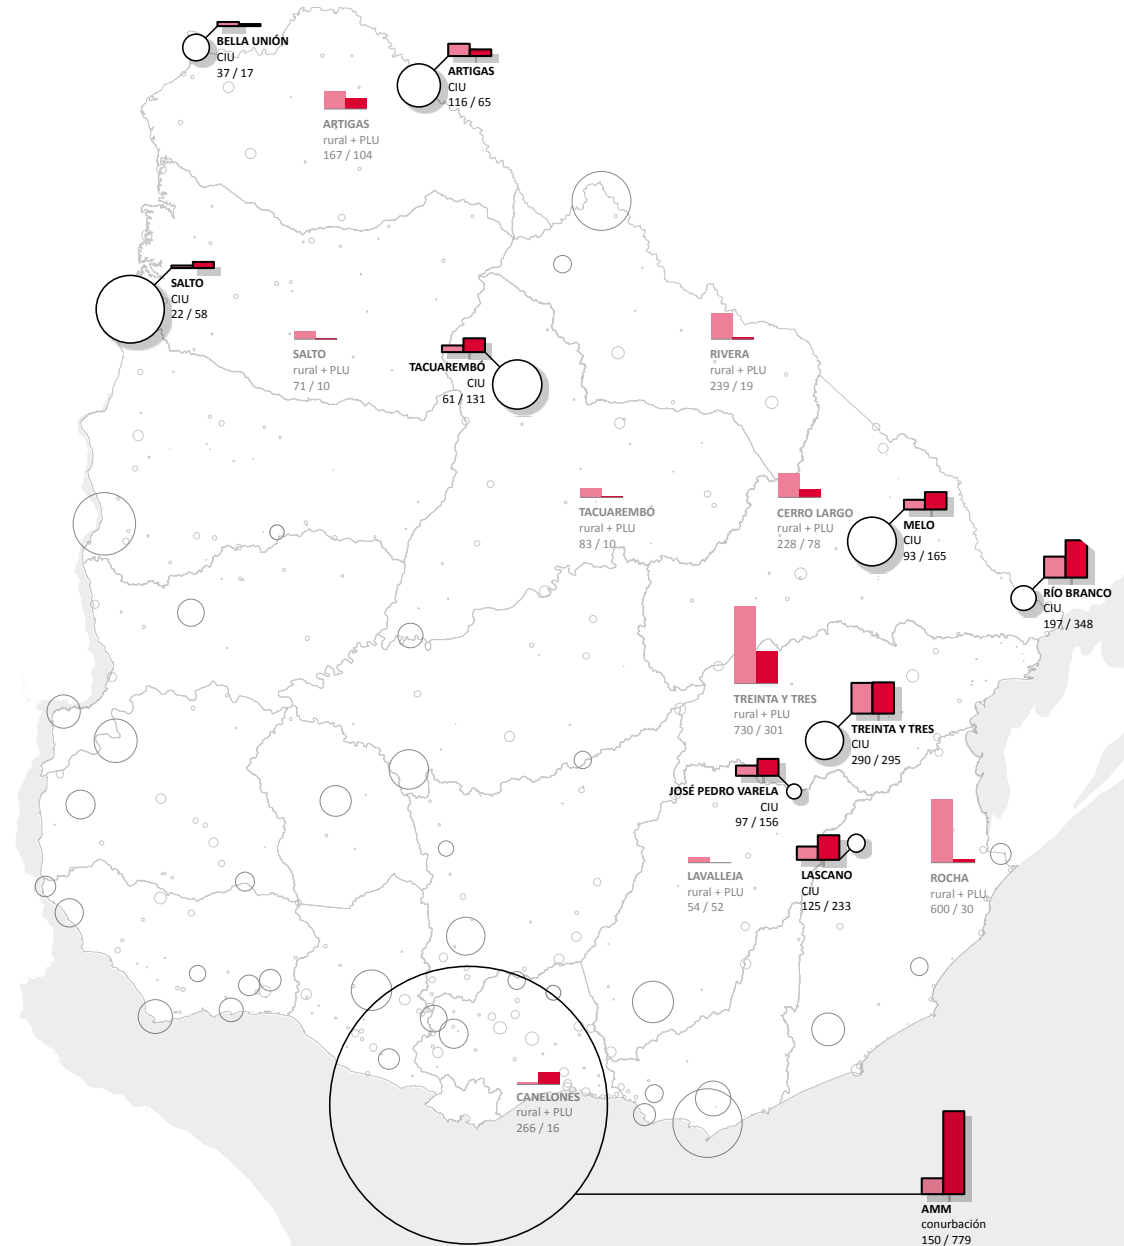 BELLA UNIÓN
CIU
37 / 17
ARTIGAS
CIU
116 / 65
ARTIGAS
rural + PLU
167 / 104
SALTO
CIU
22 / 58
SALTO
rural + PLU
71 / 10
TACUAREMBÓ
CIU
61 / 131
RIVERA
rural + PLU
239 / 19
TACUAREMBÓ
rural + PLU
83 / 10
CERRO LARGO
rural + PLU
228 / 78
MELO
CIU
93 / 165
RÍO BRANCO
CIU
197 / 348
TREINTA Y TRES
rural + PLU
730 / 301
TREINTA Y TRES
CIU
290 / 295
JOSÉ PEDRO VARELA
CIU
97 / 156
LAVALLEJA
rural + PLU
54 / 52
LASCANO
CIU
125 / 233
ROCHA
rural + PLU
600 / 30
CANELONES
rural + PLU
266 / 16
AMM
conurbación
150 / 779